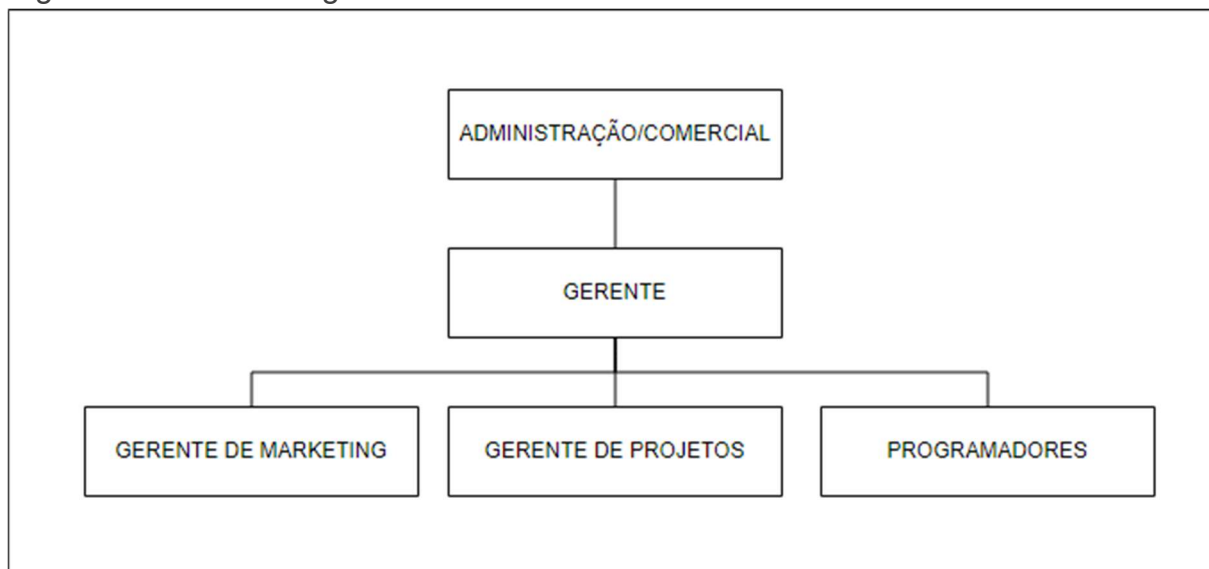 ADMINISTRAÇÃO/COMERCIAL
GERENTE
GERENTE DE MARKETING
GERENTE DE PROJETOS
PROGRAMADORES